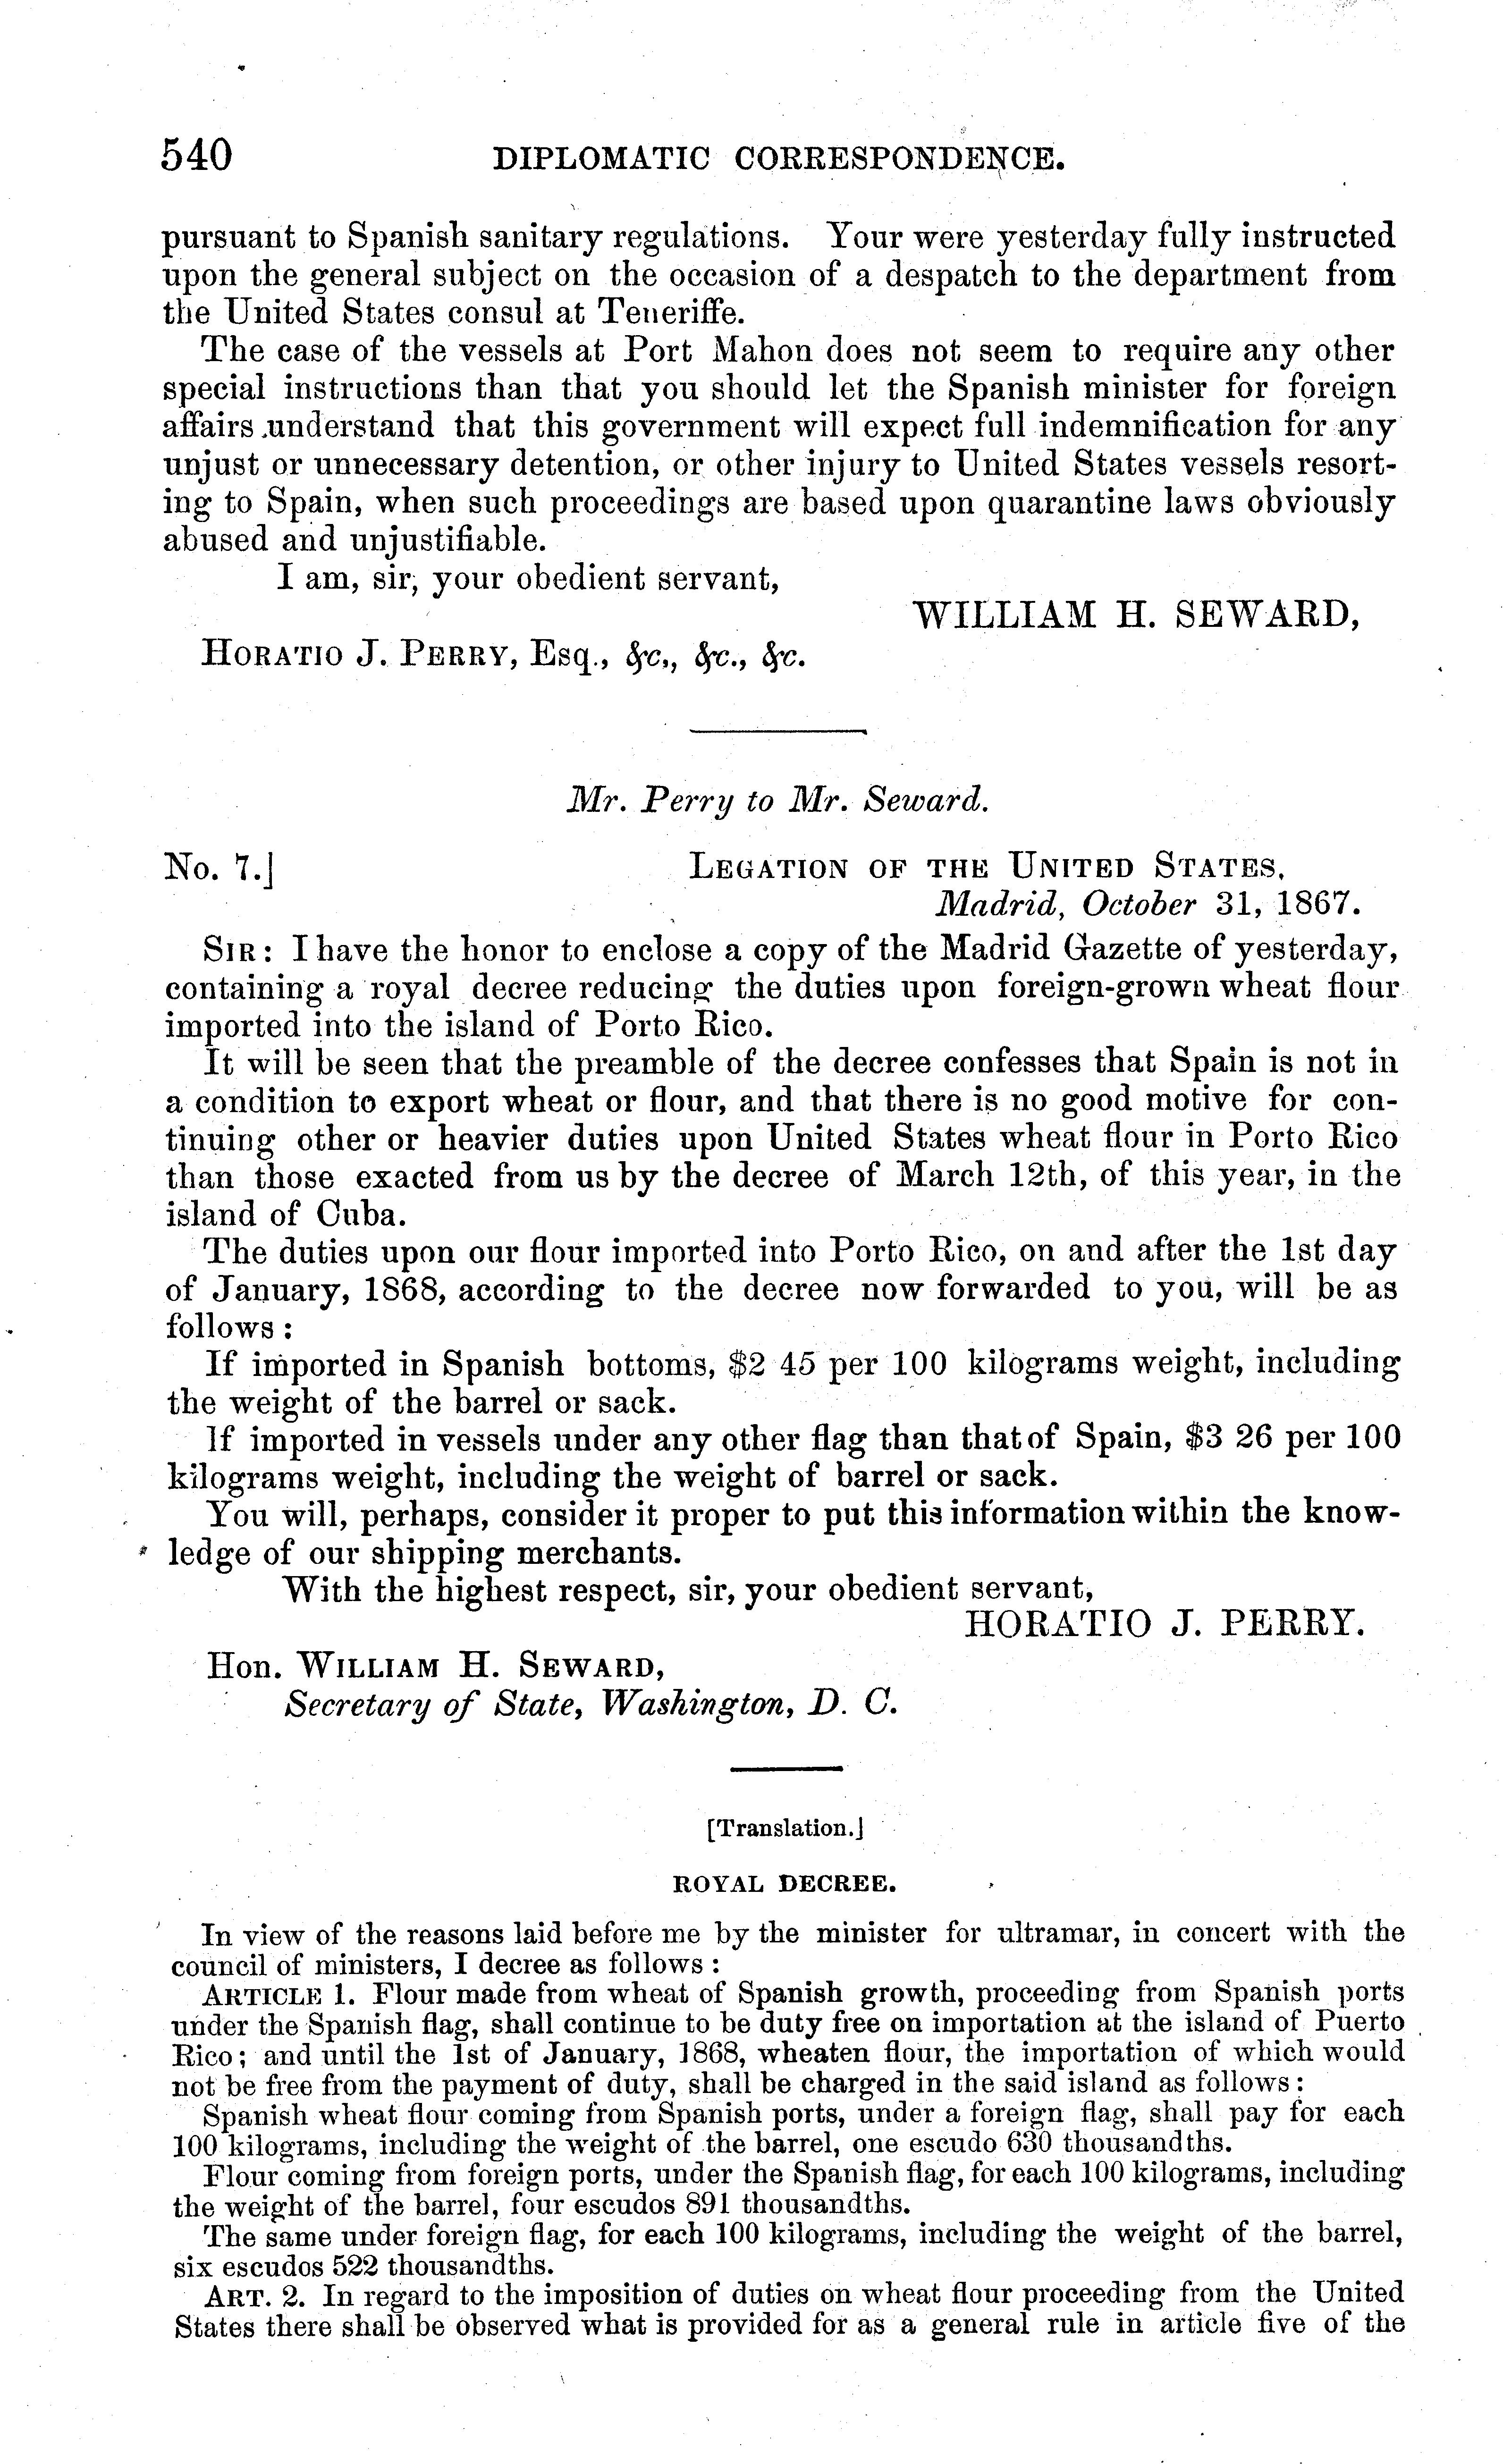 540 DIPLOMATIC CORRESPONDENCE.
pursuant to Spanish sanitary regulations. Your were yesterday fully instructed
upon the general subject on the occasion of a despatch to the department from
the United States consul at Teneriffe.
The case of the vessels at Port Mahon does not seem to require any other
special instructions than that you should let the Spanish minister for foreign
affairs understand that this government will expect full indemnification for any
unjust or unnecessary detention, or other injury to United States vessels resort-
ing to Spain, when such proceedings are based upon quarantine laws obviously
abused and unjustifiable.
I am, sir, your obedient servant,
WILLIAM H. SEWARD,
HORATIO J. PERRY, Esq., &c., &c., &c.
Mr. Perry to Mr. Seward.
No. 7.] LEGATION OF THE UNITED STATES,
Madrid, October 31, 1867.
SIR: I have the honor to enclose a copy of the Madrid Gazette of yesterday,
containing a royal decree reducing the duties upon foreign-grown wheat flour
imported into the island of Porto Rico.
It will be seen that the preamble of the decree confesses that Spain is not in
a condition to export wheat or flour, and that there is no good motive for con-
tinuing other or heavier duties upon United States wheat flour in Porto Rico
than those exacted from us by the decree of March 12th, of this year, in the
island of Cuba.
The duties upon our flour imported into Porto Rico, on and after the 1st day
of January, 1868, according to the decree now forwarded to you, will be as
follows:
If imported in Spanish bottoms, $2 45 per 100 kilograms weight, including
the weight of the barrel or sack.
If imported in vessels under any other flag than that of Spain, $3 26 per 100
kilograms weight, including the weight of barrel or sack.
You will, perhaps, consider it proper to put this information within the know-
ledge of our shipping merchants.
With the highest respect, sir, your obedient servant,
HORATIO J. PERRY.
Hon. WILLIAM H. SEWARD,
Secretary of State, Washington, D. C.
[Translation.]
ROYAL DECREE.
In view of the reasons laid before me by the minister for ultramar, in concert with the
council of ministers, I decree as follows:
ARTICLE 1. Flour made from wheat of Spanish growth, proceeding from Spanish ports
under the Spanish flag, shall continue to be duty free on importation at the island of Puerto
Rico; and until the 1st of January, 1868, wheaten flour, the importation of which would
not be free from the payment of duty, shall be charged in the said island as follows:
Spanish wheat flour coming from Spanish ports, under a foreign flag, shall pay for each
100 kilograms, including the weight of the barrel, one escudo 630 thousandths.
Flour coming from foreign ports, under the Spanish flag, for each 100 kilograms, including
the weight of the barrel, four escudos 891 thousandths.
The same under foreign flag, for each 100 kilograms, including the weight of the barrel,
six escudos 522 thousandths.
ART. 2. In regard to the imposition of duties on wheat flour proceeding from the United
States there shall be observed what is provided for as a general rule in article five of the